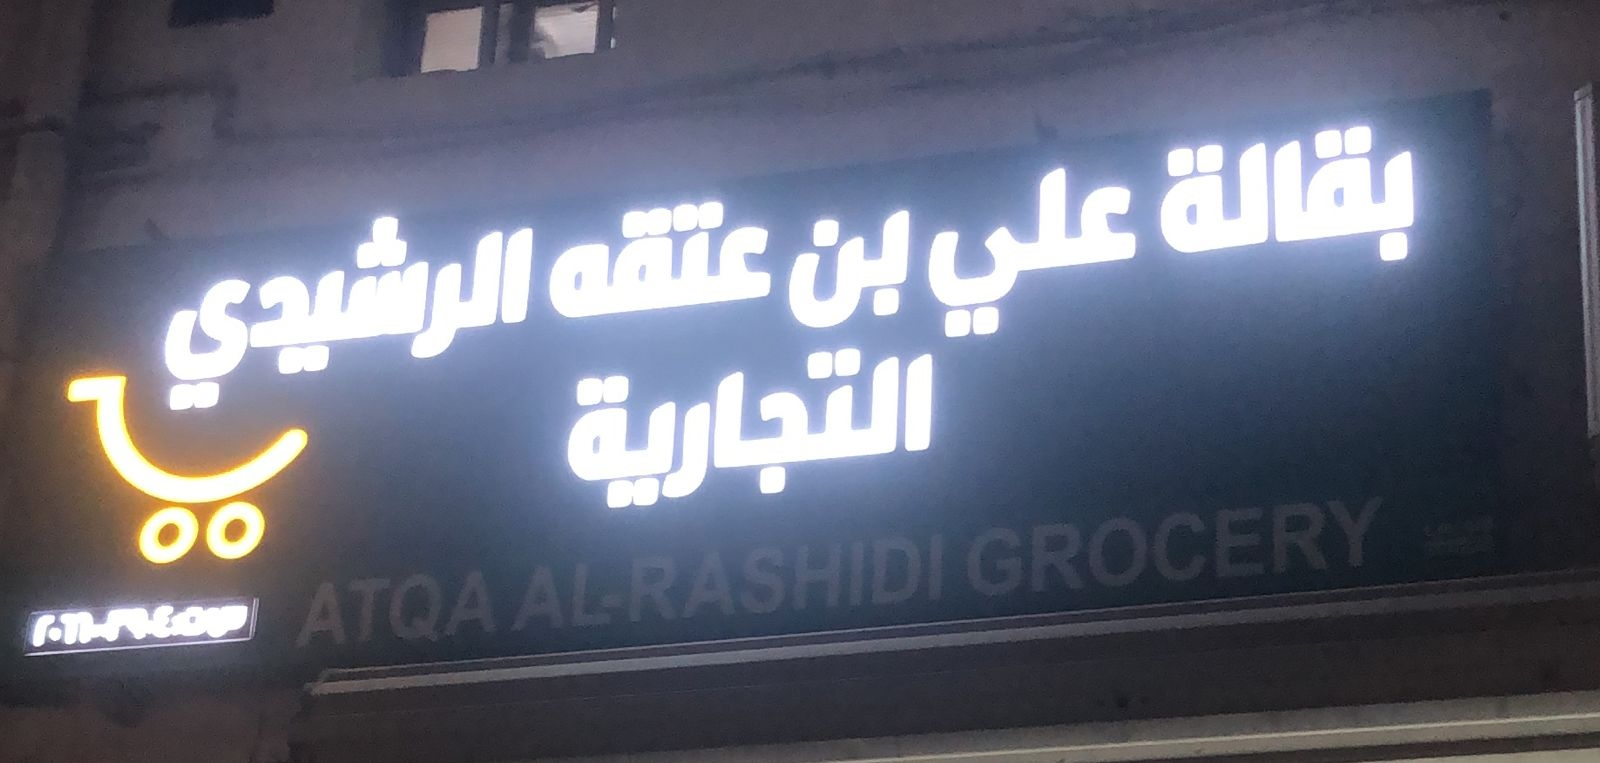 بقالة علي بن عتقه الرشيدي
التجارية
ATQA AL-RASHIDI GROCERY